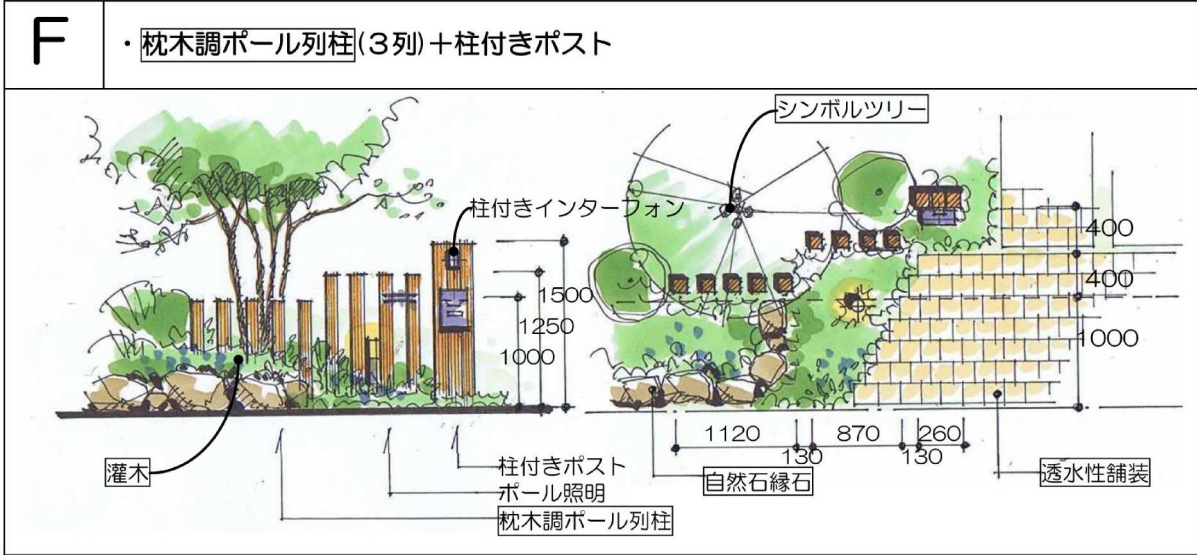 F
・枕木調ポール列柱(3列)+柱付きポスト
シンボルツリー
柱付きインターフォン
1500
1250
1000
400
400
1000
1120
130
870
130
260
灌木
柱付きポスト
ポール照明
枕木調ポール列柱
自然石縁石
透水性舗装